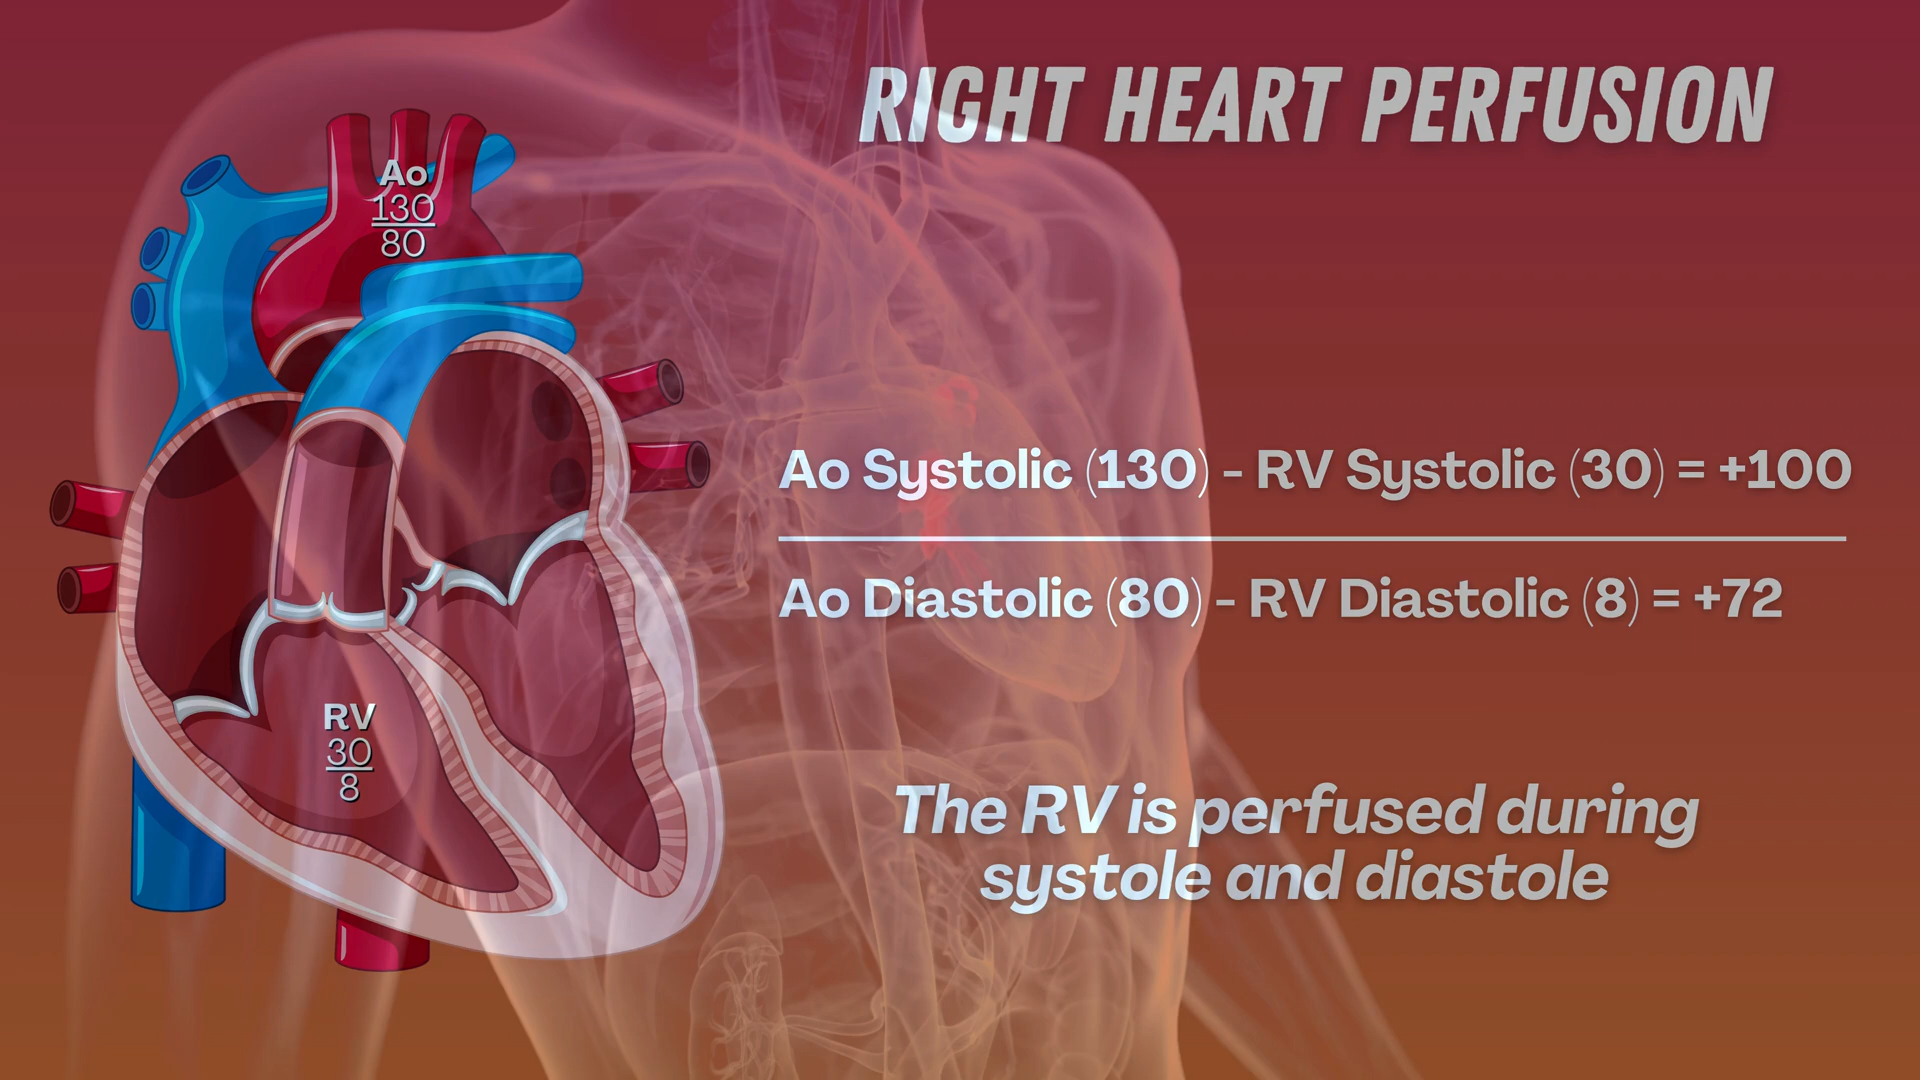 RIGHT HEART PERFUSION
Ao
130
80
Ao Systolic (130) - RV Systolic (30) = +100
Ao Diastolic (80) - RV Diastolic (8) = +72
RV
30
8
The RV is perfused during
systole and diastole